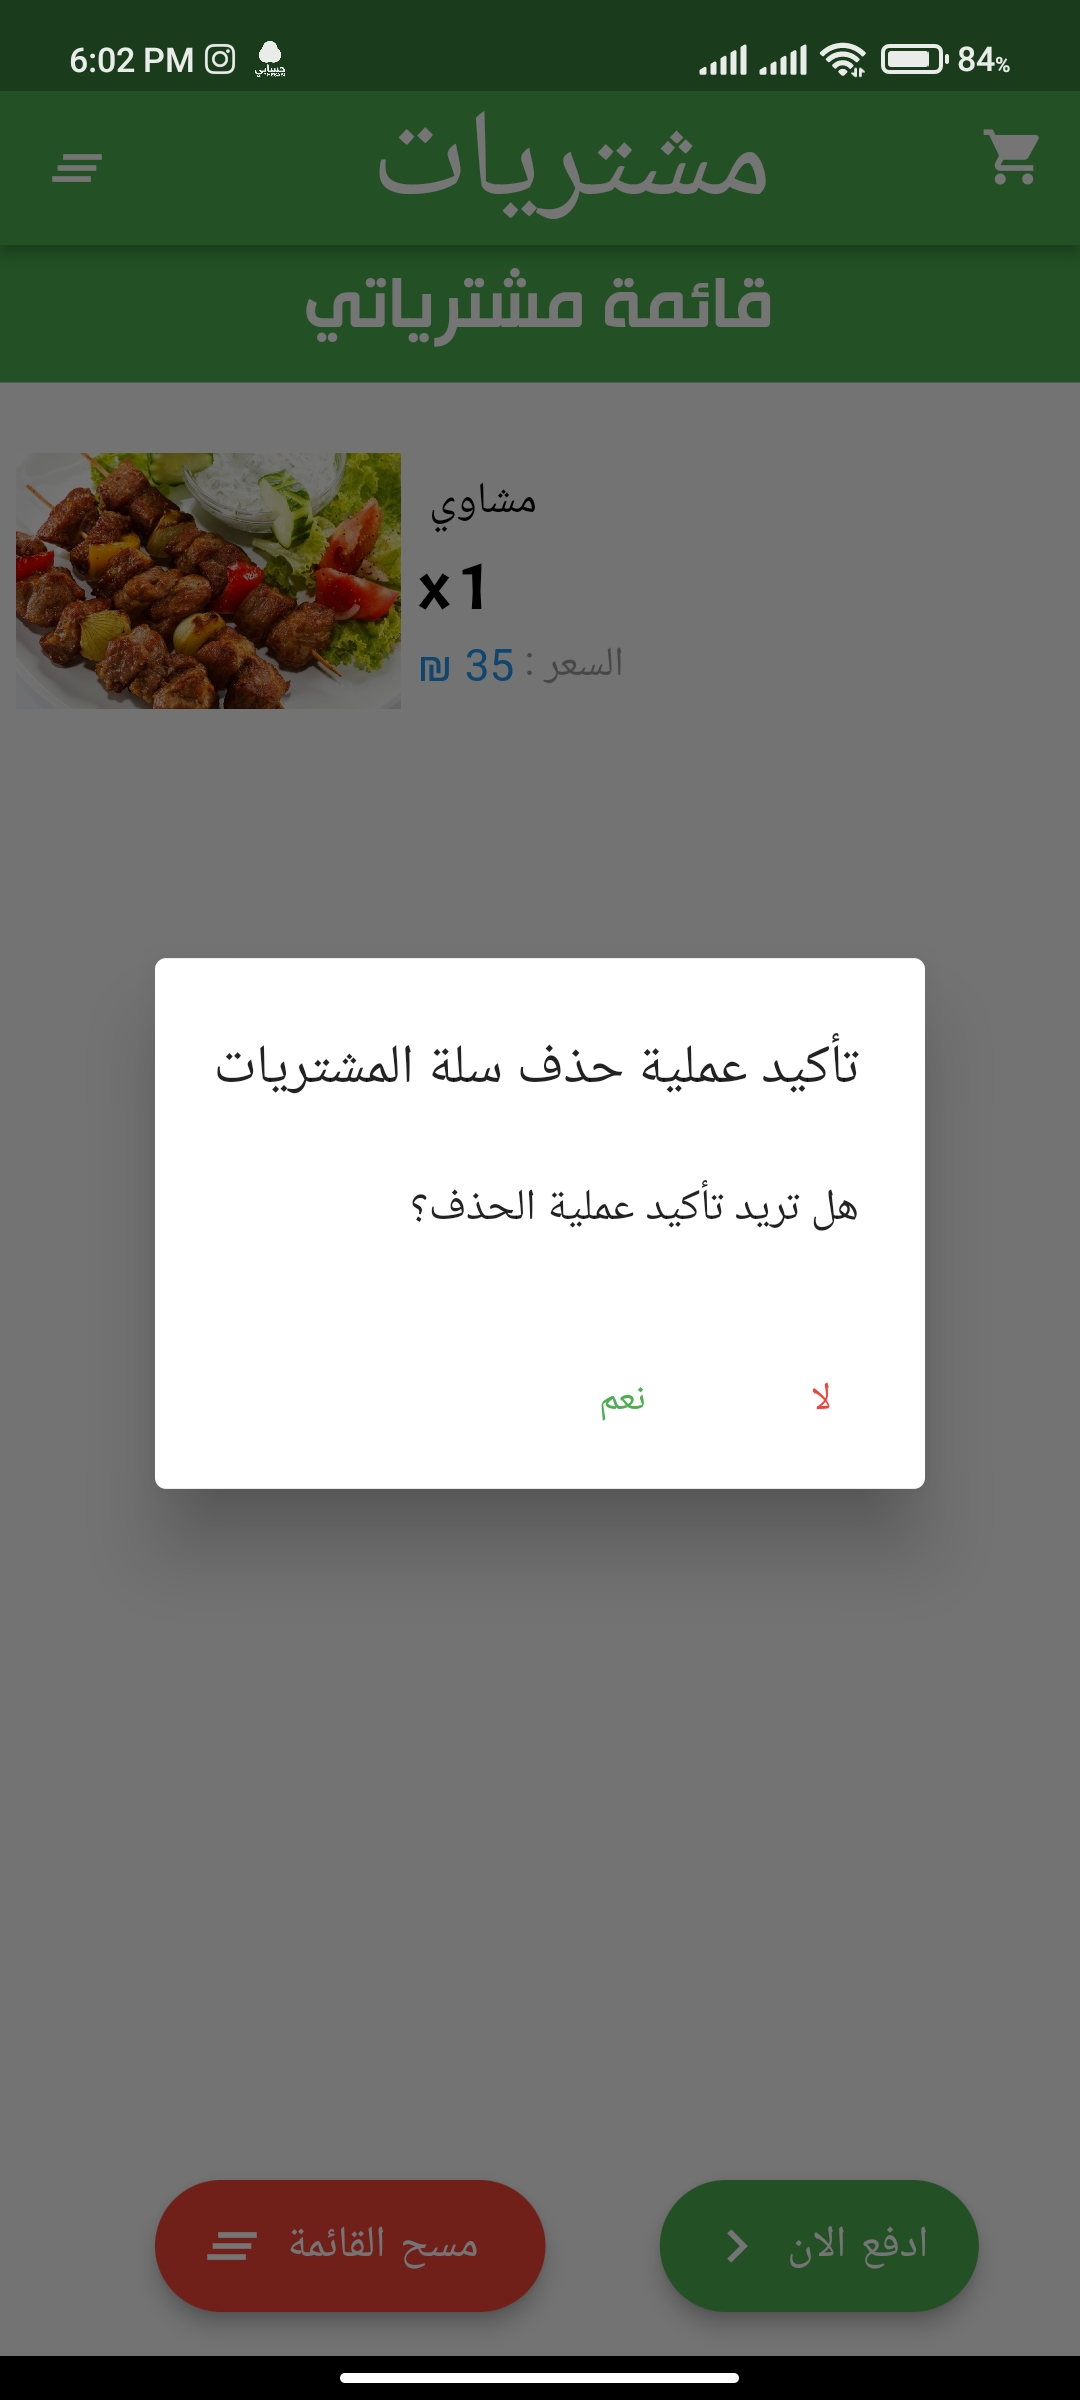 6:02 PM حسابي 84%
مشتريات
قائمة مشترياتي
مشاوي
×1
السعر : 35 ₪
تأكيد عملية حذف سلة المشتريات
هل تريد تأكيد عملية الحذف؟
لا
نعم
ادفع الان
مسح القائمة